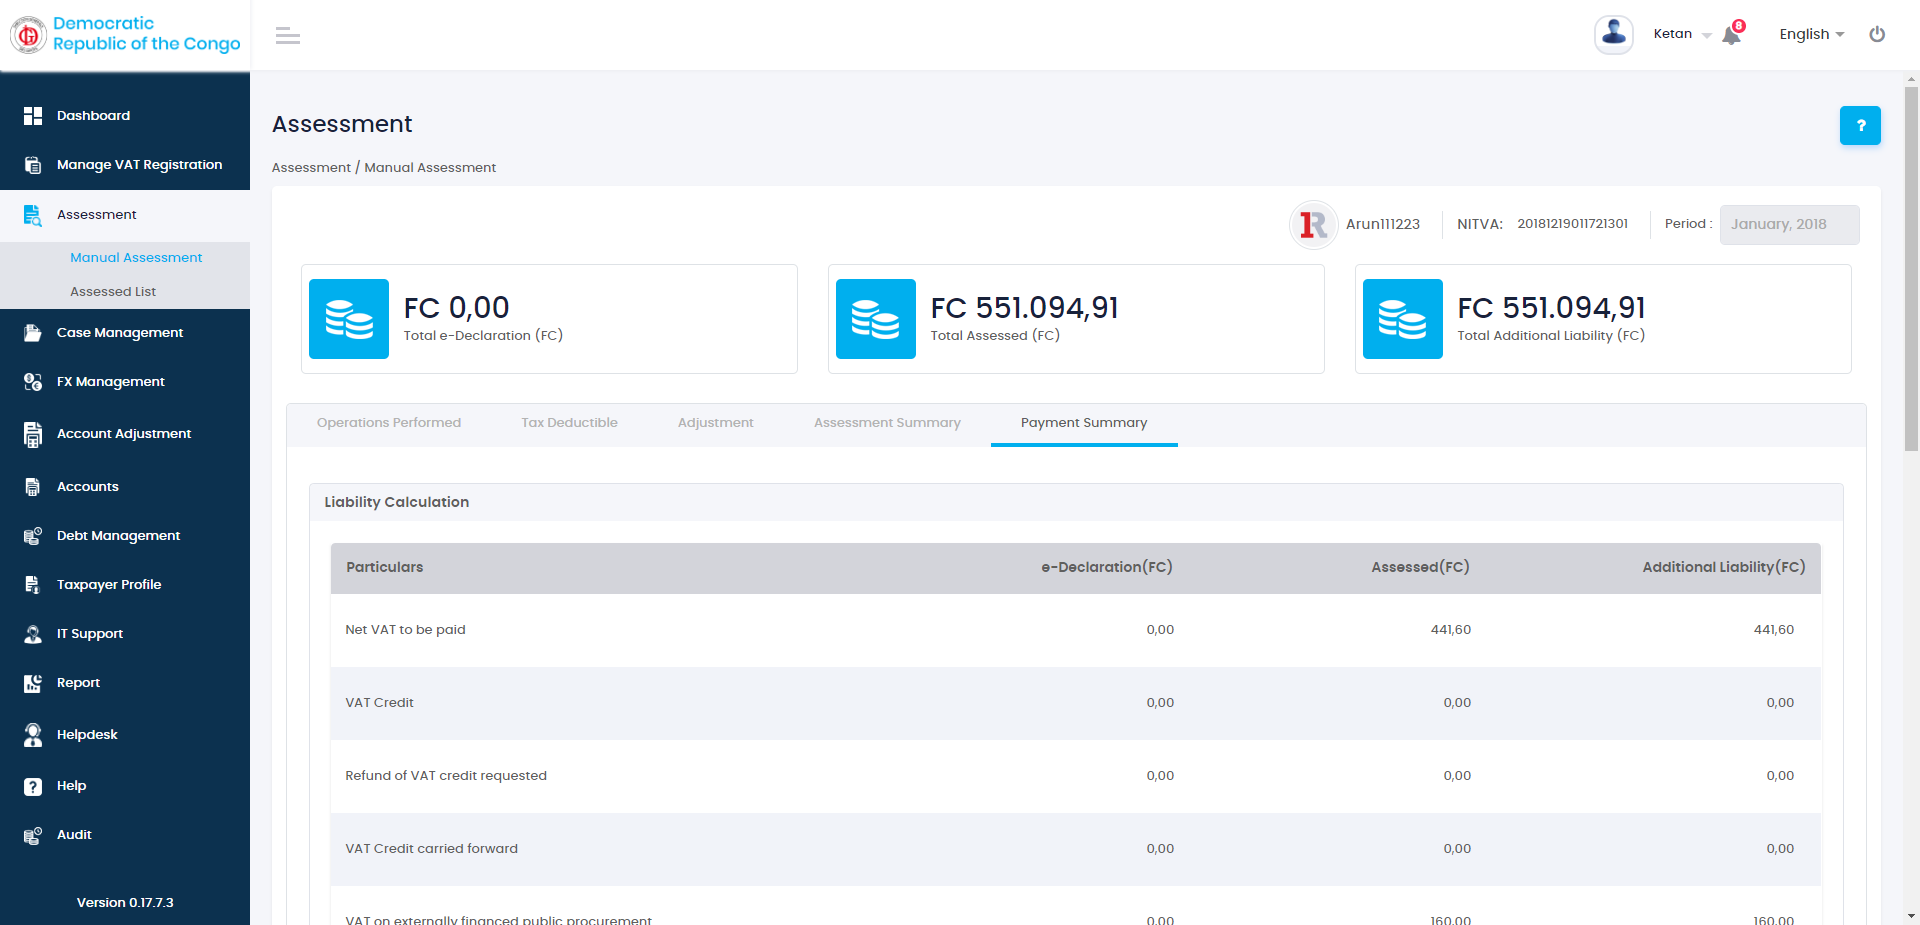 Democratic
Republic of the Congo
Ketan
8
English
Dashboard
Manage VAT Registration
Assessment
Manual Assessment
Assessed List
Case Management
FX Management
Account Adjustment
Accounts
Debt Management
Taxpayer Profile
IT Support
Report
Helpdesk
Help
Audit
Version 0.17.7.3
Assessment
?
Assessment / Manual Assessment
Arun111223
NITVA: 20181219011721301
Period : January, 2018
FC 0,00
Total e-Declaration (FC)
FC 551.094,91
Total Assessed (FC)
FC 551.094,91
Total Additional Liability (FC)
Operations Performed Tax Deductible Adjustment Assessment Summary Payment Summary
Liability Calculation
Particulars e-Declaration(FC) Assessed(FC) Additional Liability(FC)
Net VAT to be paid 0,00 441,60 441,60
VAT Credit 0,00 0,00 0,00
Refund of VAT credit requested 0,00 0,00 0,00
VAT Credit carried forward 0,00 0,00 0,00
VAT on externally financed public procurement 0,00 160,00 160,00